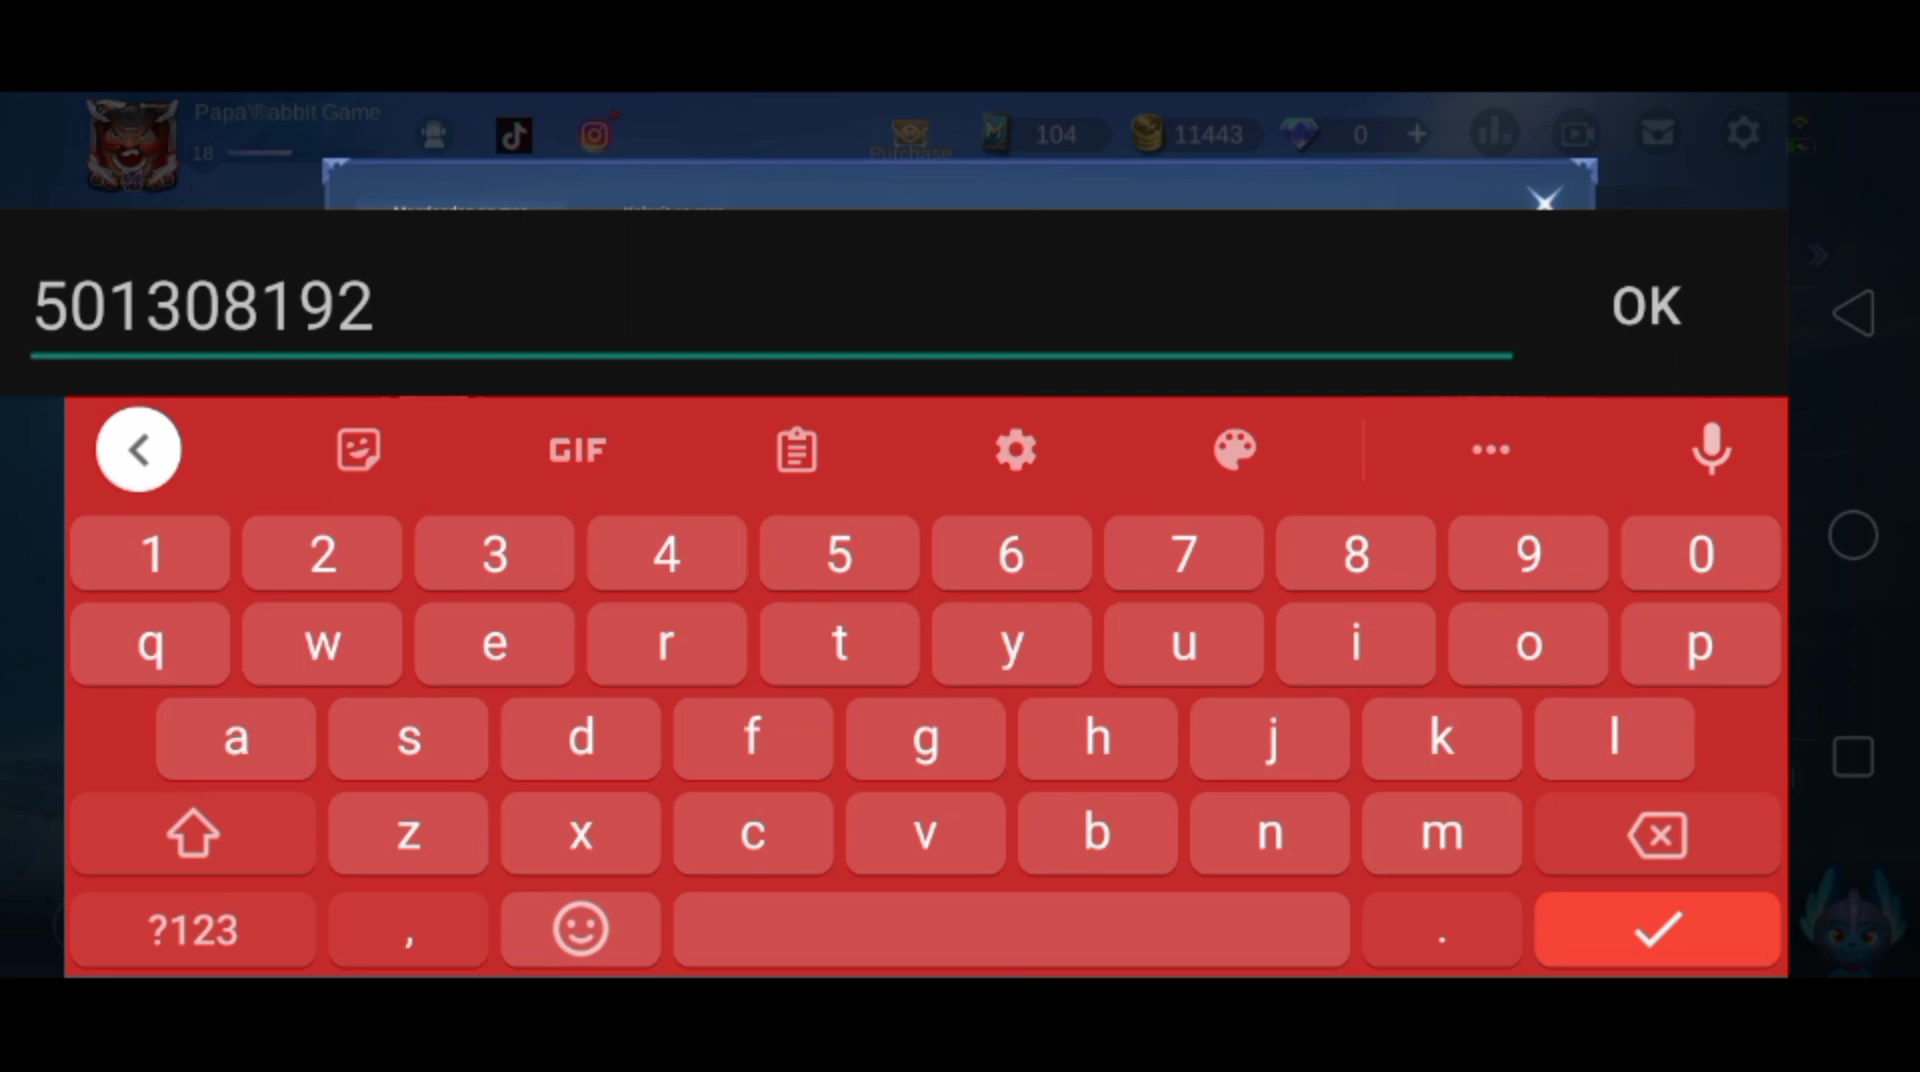 Papa'®abbit Game
18
Purchase
104
11443
0
501308192
OK
GIF
1 2 3 4 5 6 7 8 9 0
q w e r t y u i o p
a s d f g h j k l
z x c v b n m
?123 , .